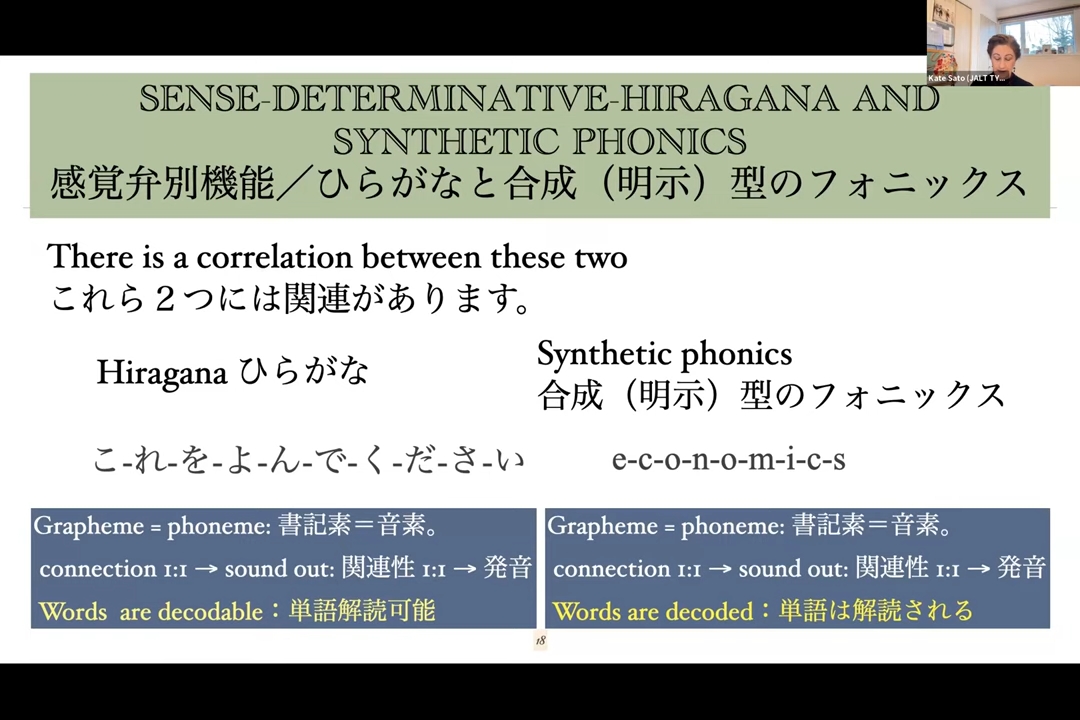 Kate Sato (JALT TY...
SENSE-DETERMINATIVE-HIRAGANA AND
SYNTHETIC PHONICS
感覚弁別機能／ひらがなと合成（明示）型のフォニックス
There is a correlation between these two
これら２つには関連があります。
Hiragana ひらがな
こ-れ-を-よ-ん-で-く-だ-さ-い
Synthetic phonics
合成（明示）型のフォニックス
e-c-o-n-o-m-i-c-s
Grapheme = phoneme: 書記素＝音素。
connection 1:1 → sound out: 関連性 1:1 → 発音
Words are decodable：単語解読可能
Grapheme = phoneme: 書記素＝音素。
connection 1:1 → sound out: 関連性 1:1 → 発音
Words are decoded：単語は解読される
18